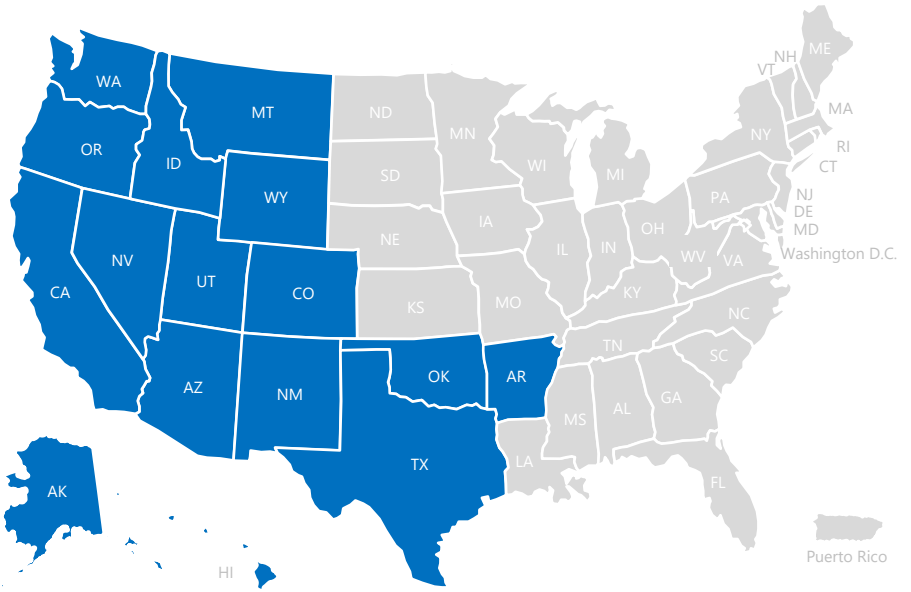 ME
NH
VT
WA
MA
MT
ND
MN
NY
RI
OR
ID
WI
CT
SD
MI
WY
PA
NJ
DE
IA
MD
OH
NE
IL
IN
Washington D.C.
WV
VA
NV
UT
CA
CO
KY
MO
KS
NC
TN
SC
AZ
OK
AR
NM
GA
AL
MS
TX
LA
FL
AK
Puerto Rico
HI